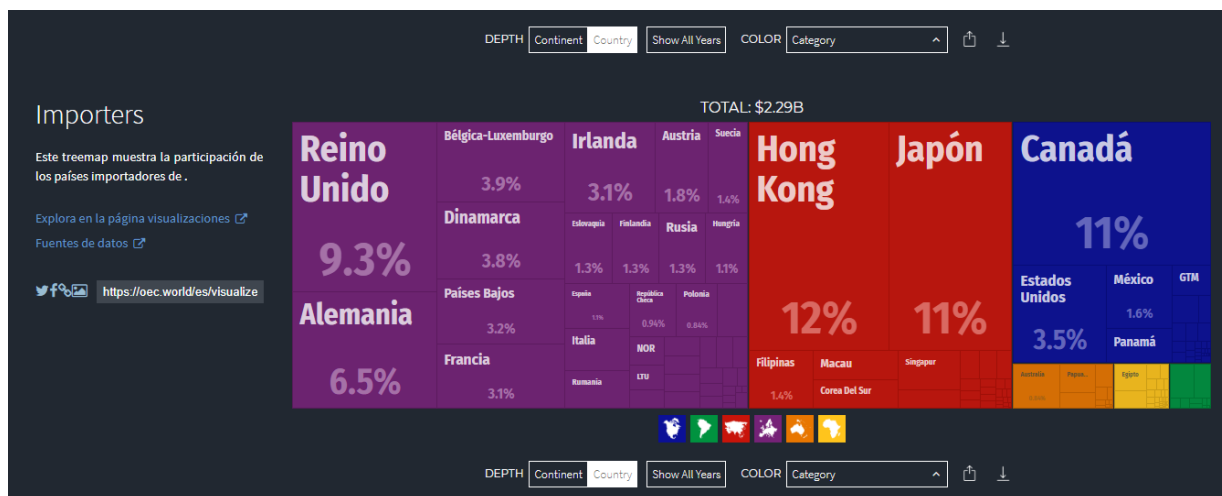 DEPTH Continent Country Show All Years COLOR Category
Importers
Este treemap muestra la participación de
los países importadores de .
Explora en la página visualizaciones
Fuentes de datos
https://oec.world/es/visualize
TOTAL: $2.29B
Reino
Unido
9.3%
Alemania
6.5%
Bélgica-Luxemburgo
3.9%
Dinamarca
3.8%
Países Bajos
3.2%
Francia
3.1%
Irlanda
3.1%
Austria
1.8%
Suecia
1.4%
Eslovaquia
1.3%
Finlandia
1.3%
Rusia
1.3%
Hungría
1.1%
España
1.1%
República
Checa
0.94%
Polonia
0.84%
Italia
NOR
Rumania
LTU
Hong
Kong
12%
Japón
11%
Filipinas
1.4%
Macau
Corea Del Sur
Singapur
Canadá
11%
Estados
Unidos
3.5%
México
1.6%
Panamá
GTM
Australia
Papua...
Egipto
DEPTH Continent Country Show All Years COLOR Category